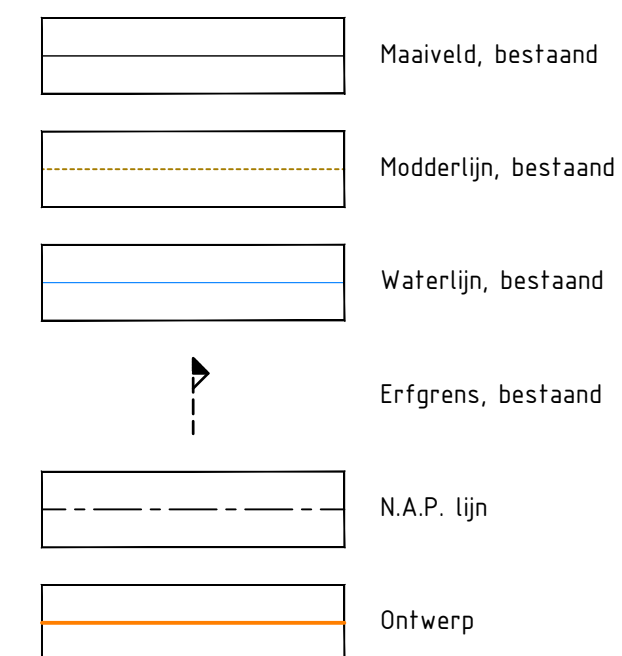 Maaiveld, bestaand
Modderlijn, bestaand
Waterlijn, bestaand
Erfgrens, bestaand
N.A.P. lijn
Ontwerp